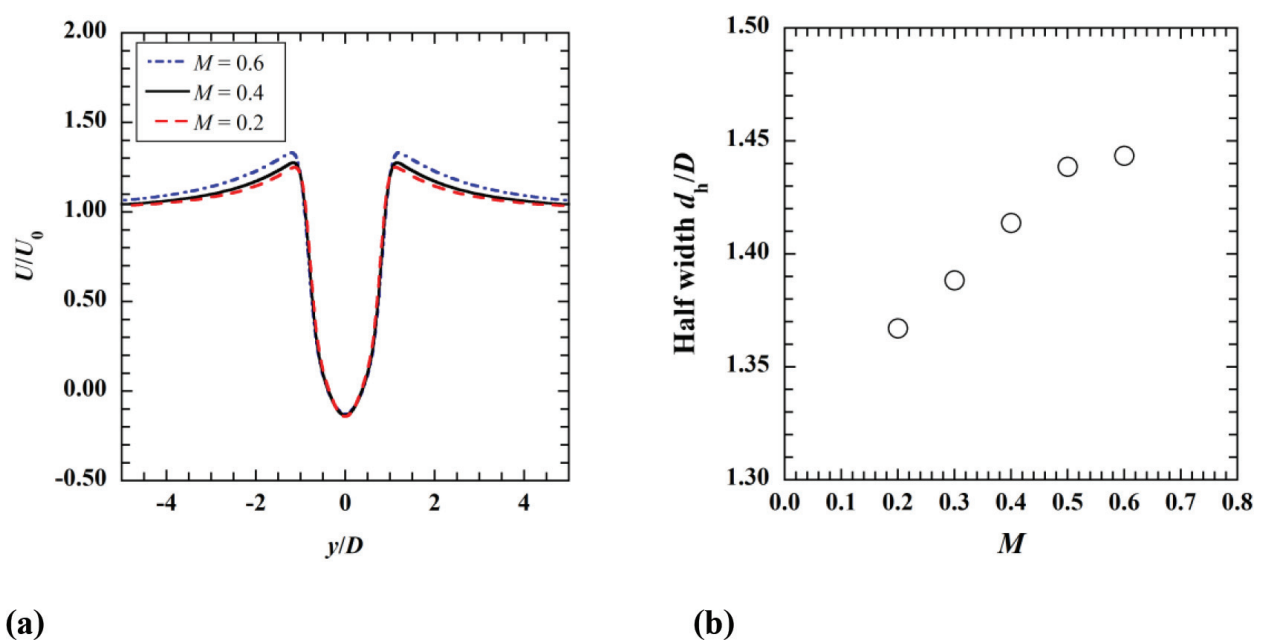 2.00
1.50
1.00
0.50
0.00
-0.50
U/U0
M = 0.6
M = 0.4
M = 0.2
-4 -2 0 2 4
y/D
(a)
1.50
1.45
1.40
1.35
1.30
Half width dh/D
0.0 0.1 0.2 0.3 0.4 0.5 0.6 0.7 0.8
M
(b)